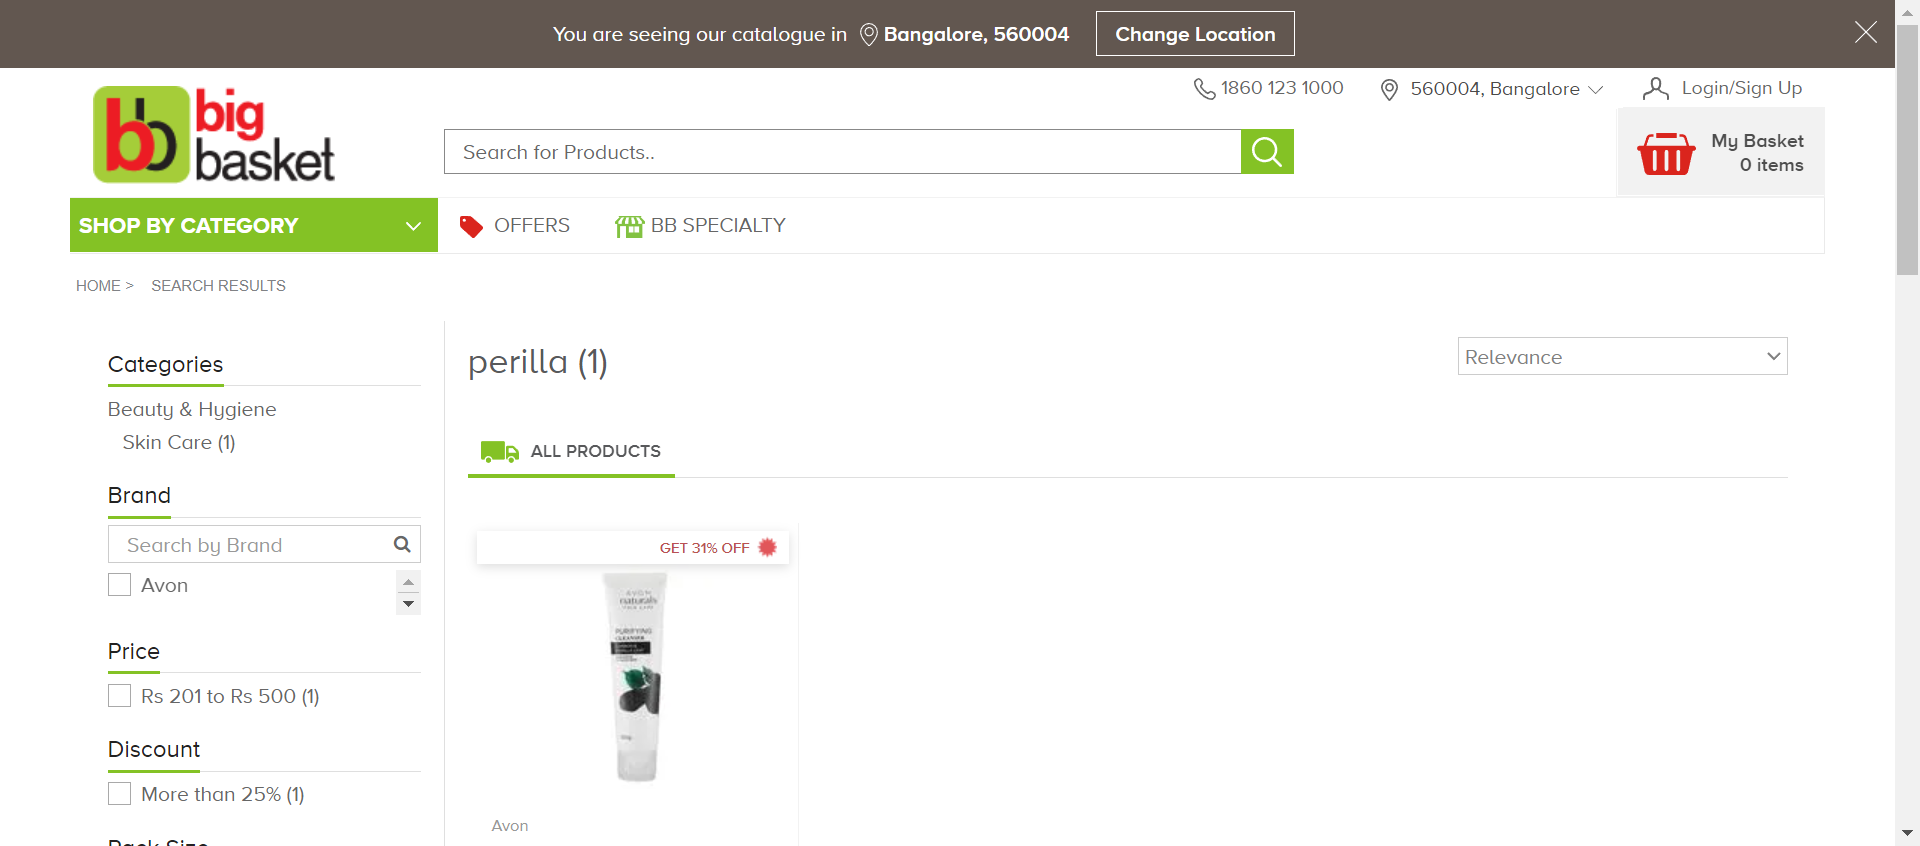 You are seeing our catalogue in Bangalore, 560004 Change Location
1860 123 1000 560004, Bangalore Login/Sign Up
big
basket
Search for Products..
My Basket
0 items
SHOP BY CATEGORY OFFERS BB SPECIALTY
HOME > SEARCH RESULTS
Categories
Beauty & Hygiene
Skin Care (1)
Brand
Search by Brand
Avon
Price
Rs 201 to Rs 500 (1)
Discount
More than 25% (1)
Pack Size
perilla (1)
Relevance
ALL PRODUCTS
GET 31% OFF
AVON
naturals
PURIFYING
CLEANSER
Avon